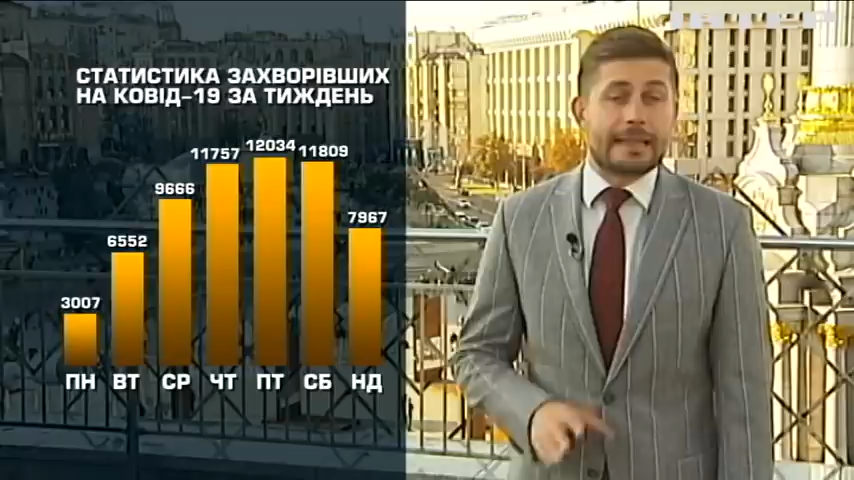 ІНТЕР
СТАТИСТИКА ЗАХВОРІВШИХ
НА КОВІД-19 ЗА ТИЖДЕНЬ
3007 6552 9666 11757 12034 11809 7967
ПН ВТ СР ЧТ ПТ СБ НД